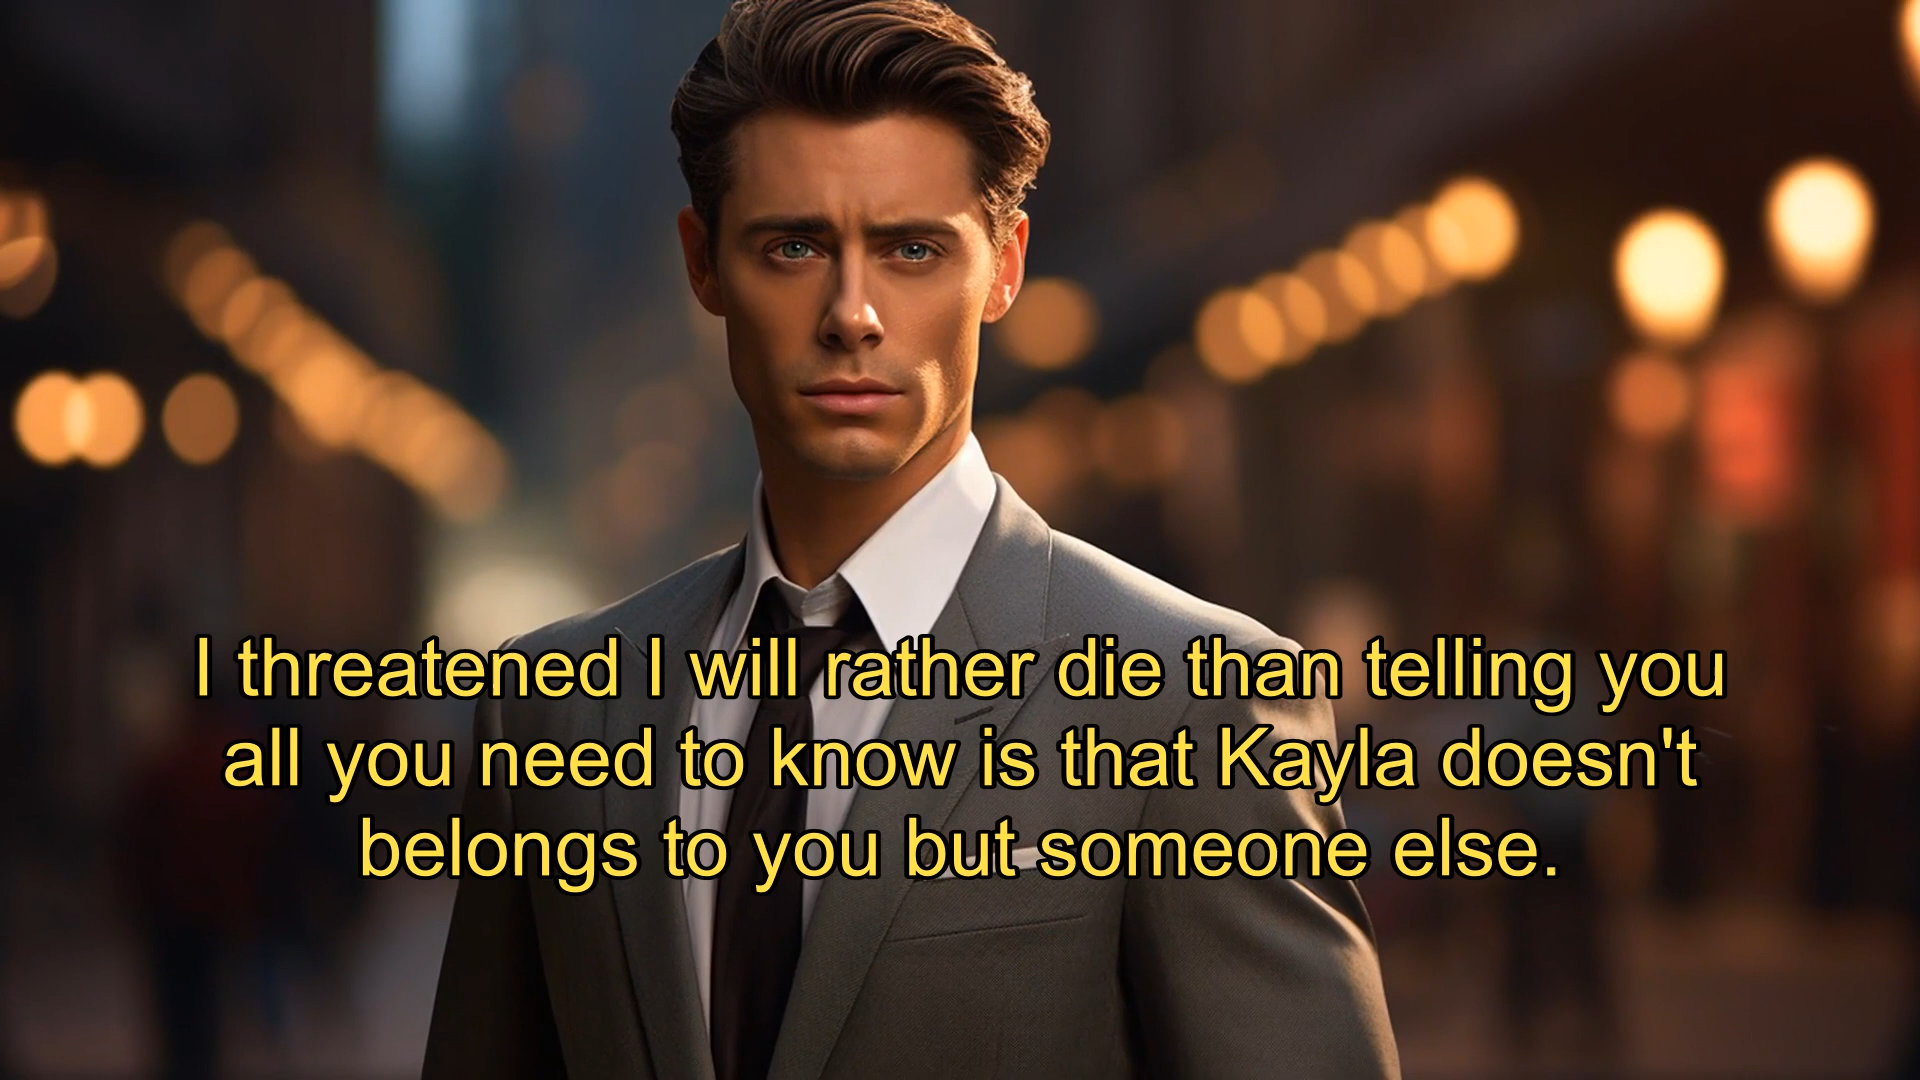 I threatened I will rather die than telling you
all you need to know is that Kayla doesn't
belongs to you but someone else.